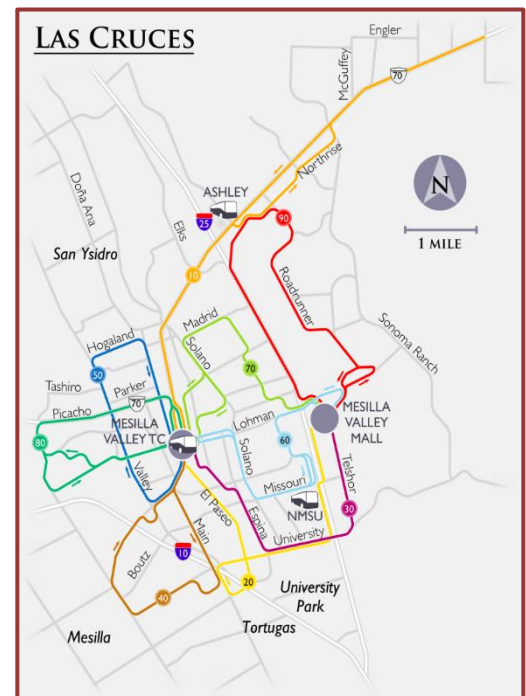 LAS CRUCES
Engler
McGuffey
70
Northrise
ASHLEY
25
90
N
1 MILE
Doña Ana
Elks
San Ysidro
10
Roadrunner
Sonoma Ranch
Madrid
Hogaland
Solano
50
70
Parker
Tashiro
70
Picacho
MESILLA
VALLEY TC
Lohman
MESILLA
VALLEY
MALL
80
60
Solano
Missouri
Valley
Telshor
El Paseo
Espina
NMSU
30
Main
University
10
Boutz
20
University
Park
40
Mesilla
Tortugas